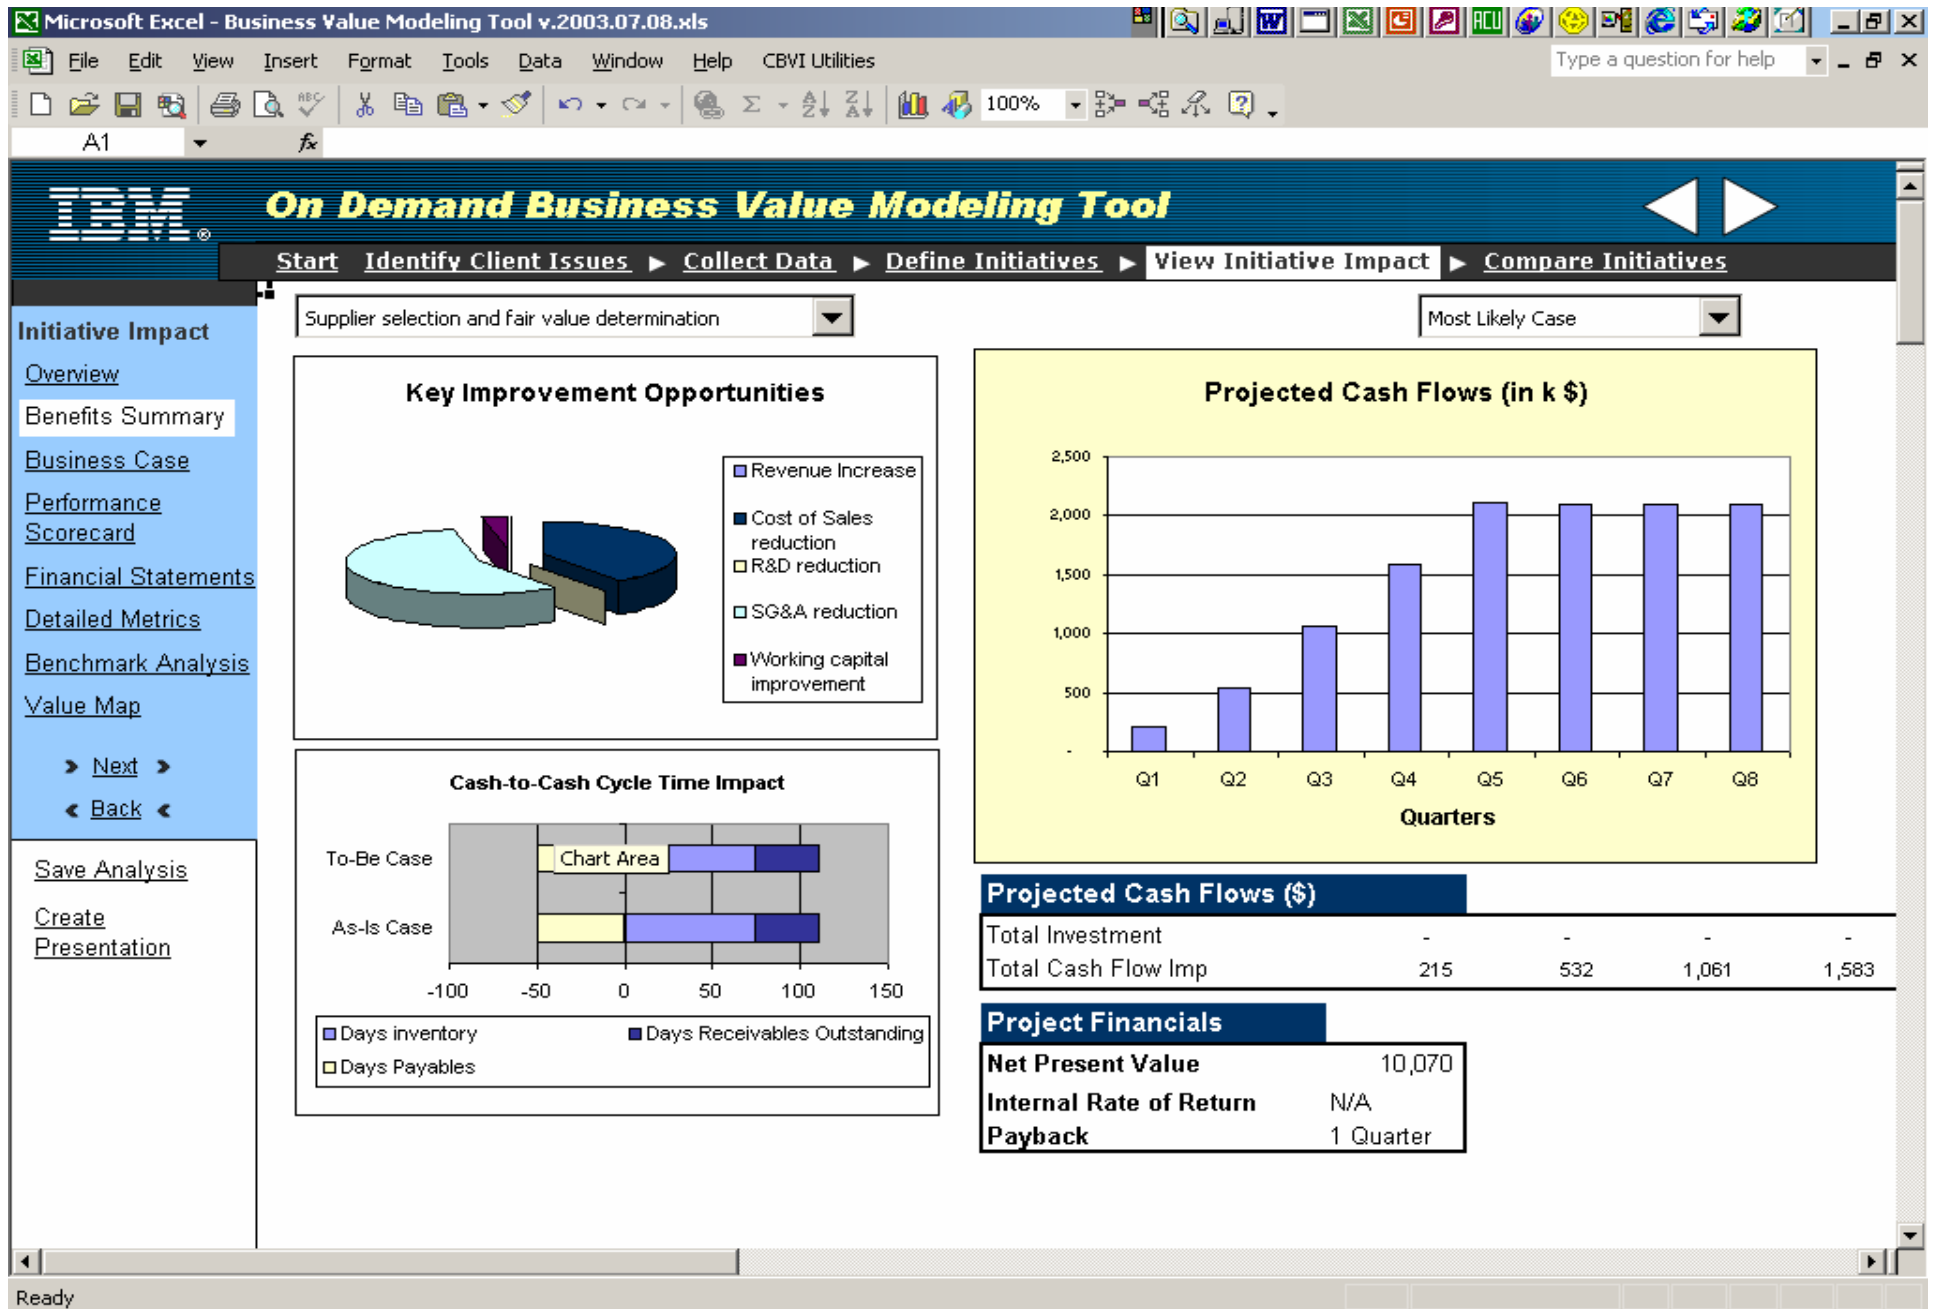 Microsoft Excel - Business Value Modeling Tool v.2003.07.08.xls
File Edit View Insert Format Tools Data Window Help CBVI Utilities
Type a question for help
100%
A1
fx
IBM®
On Demand Business Value Modeling Tool
Start Identify Client Issues ► Collect Data ► Define Initiatives ► View Initiative Impact ► Compare Initiatives
Initiative Impact
Overview
Benefits Summary
Business Case
Performance
Scorecard
Financial Statements
Detailed Metrics
Benchmark Analysis
Value Map
Next
Back
Save Analysis
Create
Presentation
Supplier selection and fair value determination
Most Likely Case
Key Improvement Opportunities
Revenue Increase
Cost of Sales
reduction
R&D reduction
SG&A reduction
Working capital
improvement
Cash-to-Cash Cycle Time Impact
To-Be Case
Chart Area
As-Is Case
-100 -50 0 50 100 150
Days inventory Days Receivables Outstanding
Days Payables
Projected Cash Flows (in k $)
2,500
2,000
1,500
1,000
500
-
Q1 Q2 Q3 Q4 Q5 Q6 Q7 Q8
Quarters
Projected Cash Flows ($)
Total Investment - - - -
Total Cash Flow Imp 215 532 1,061 1,583
Project Financials
Net Present Value 10,070
Internal Rate of Return N/A
Payback 1 Quarter
Ready